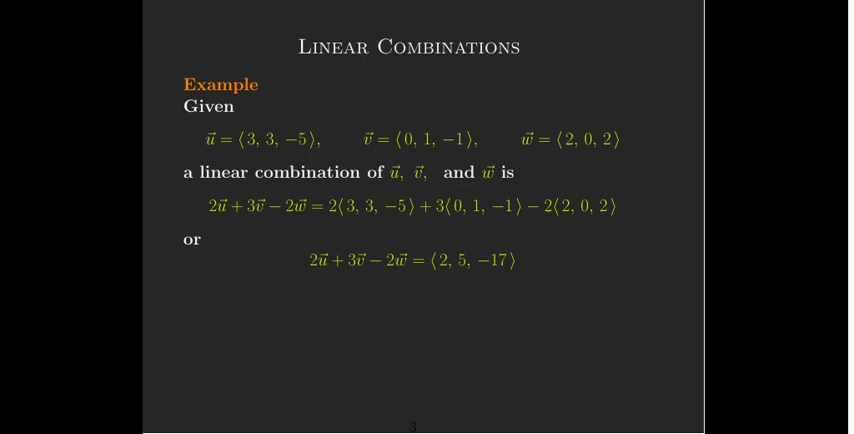 Linear Combinations
Example
Given
u⃗ = ⟨3, 3, −5⟩, v⃗ = ⟨0, 1, −1⟩, w⃗ = ⟨2, 0, 2⟩
a linear combination of u⃗, v⃗, and w⃗ is
2u⃗ + 3v⃗ − 2w⃗ = 2⟨3, 3, −5⟩ + 3⟨0, 1, −1⟩ − 2⟨2, 0, 2⟩
or
2u⃗ + 3v⃗ − 2w⃗ = ⟨2, 5, −17⟩
3